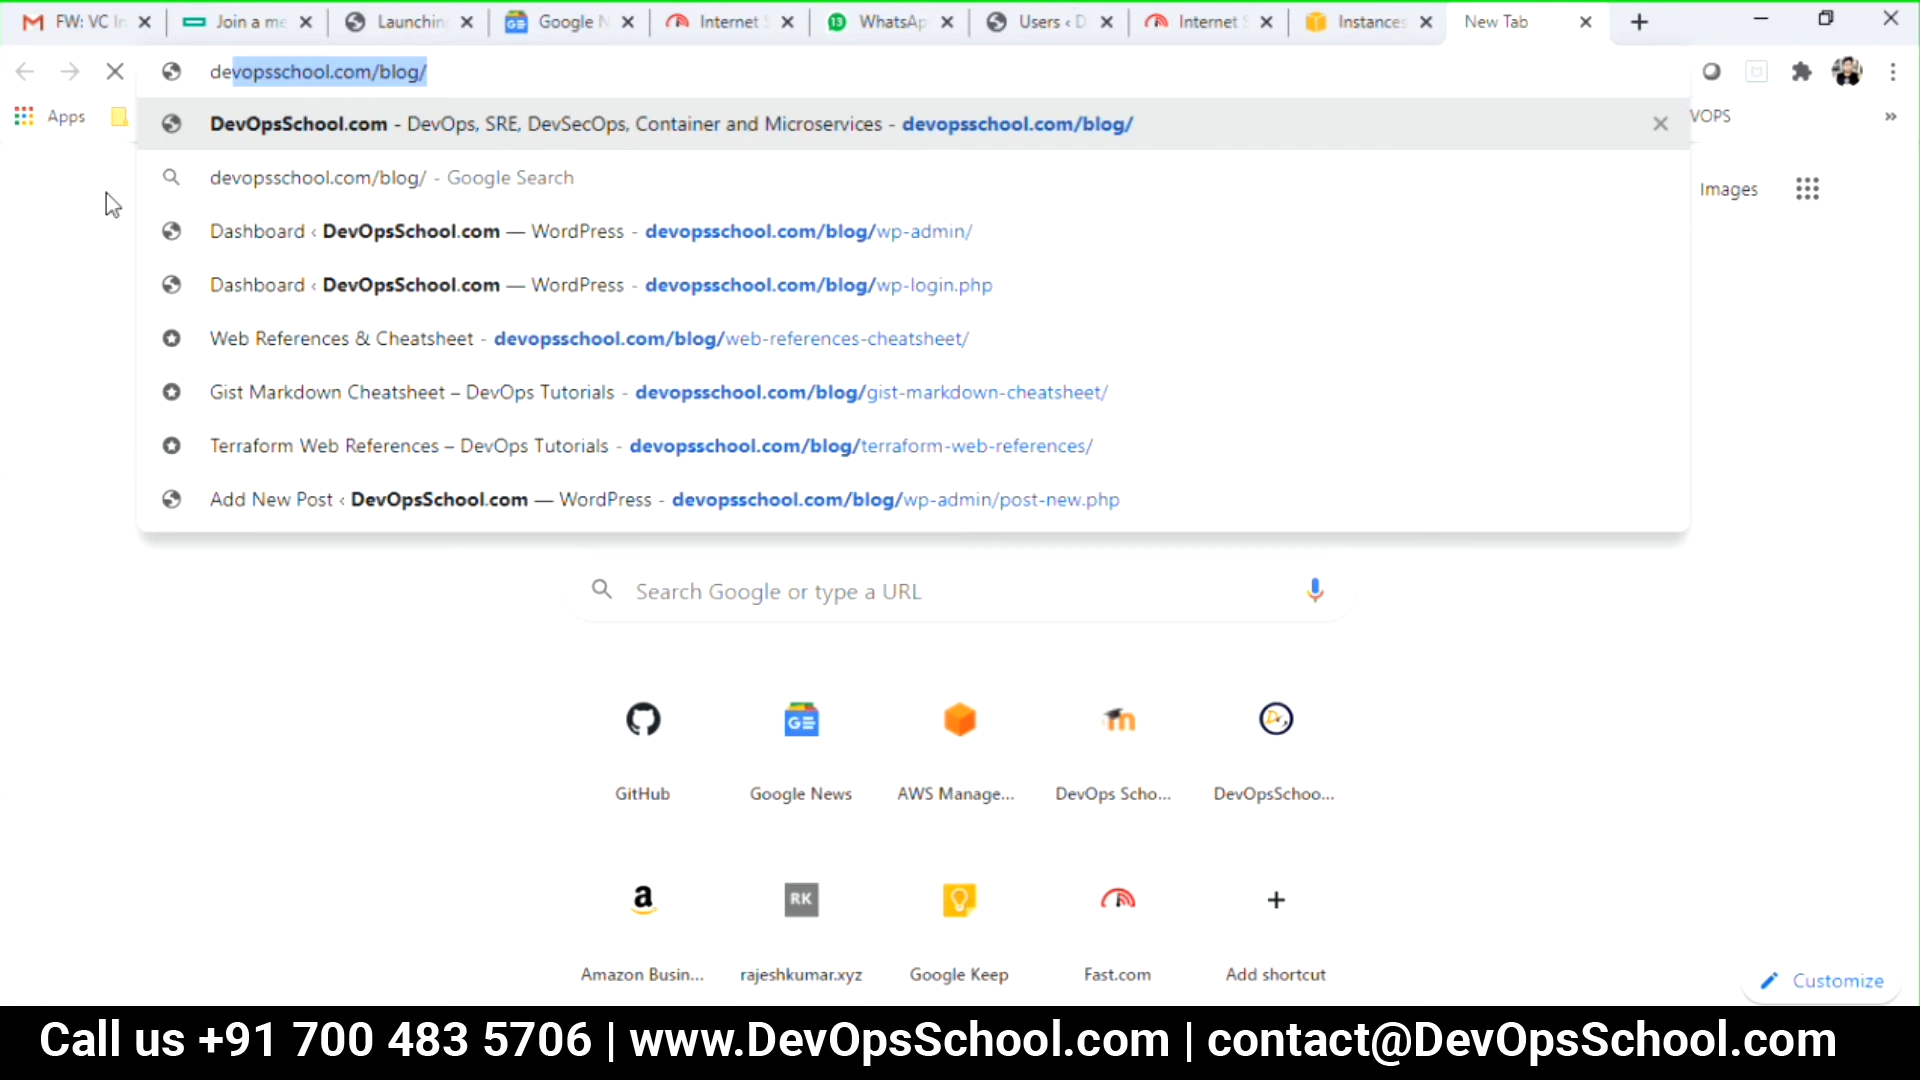 FW: VC In
Join a me
Launchin
Google N
Internet S
13
WhatsAp
Users ‹ D
Internet S
Instances
New Tab
devopsschool.com/blog/
Apps
VOPS
»
DevOpsSchool.com - DevOps, SRE, DevSecOps, Container and Microservices - devopsschool.com/blog/
devopsschool.com/blog/ - Google Search
Images
Dashboard ‹ DevOpsSchool.com — WordPress - devopsschool.com/blog/wp-admin/
Dashboard ‹ DevOpsSchool.com — WordPress - devopsschool.com/blog/wp-login.php
Web References & Cheatsheet - devopsschool.com/blog/web-references-cheatsheet/
Gist Markdown Cheatsheet – DevOps Tutorials - devopsschool.com/blog/gist-markdown-cheatsheet/
Terraform Web References – DevOps Tutorials - devopsschool.com/blog/terraform-web-references/
Add New Post ‹ DevOpsSchool.com — WordPress - devopsschool.com/blog/wp-admin/post-new.php
Search Google or type a URL
GE
GitHub
Google News
AWS Manage...
DevOps Scho...
DevOpsSchoo...
a
RK
Amazon Busin...
rajeshkumar.xyz
Google Keep
Fast.com
Add shortcut
Customize
Call us +91 700 483 5706 | www.DevOpsSchool.com | contact@DevOpsSchool.com